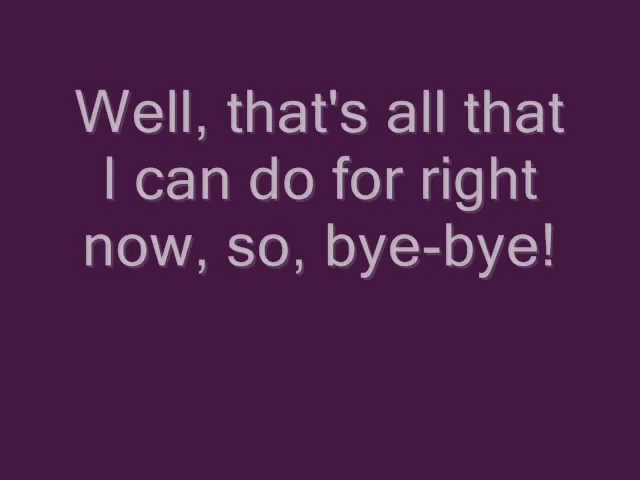 Well, that's all that
I can do for right
now, so, bye-bye!